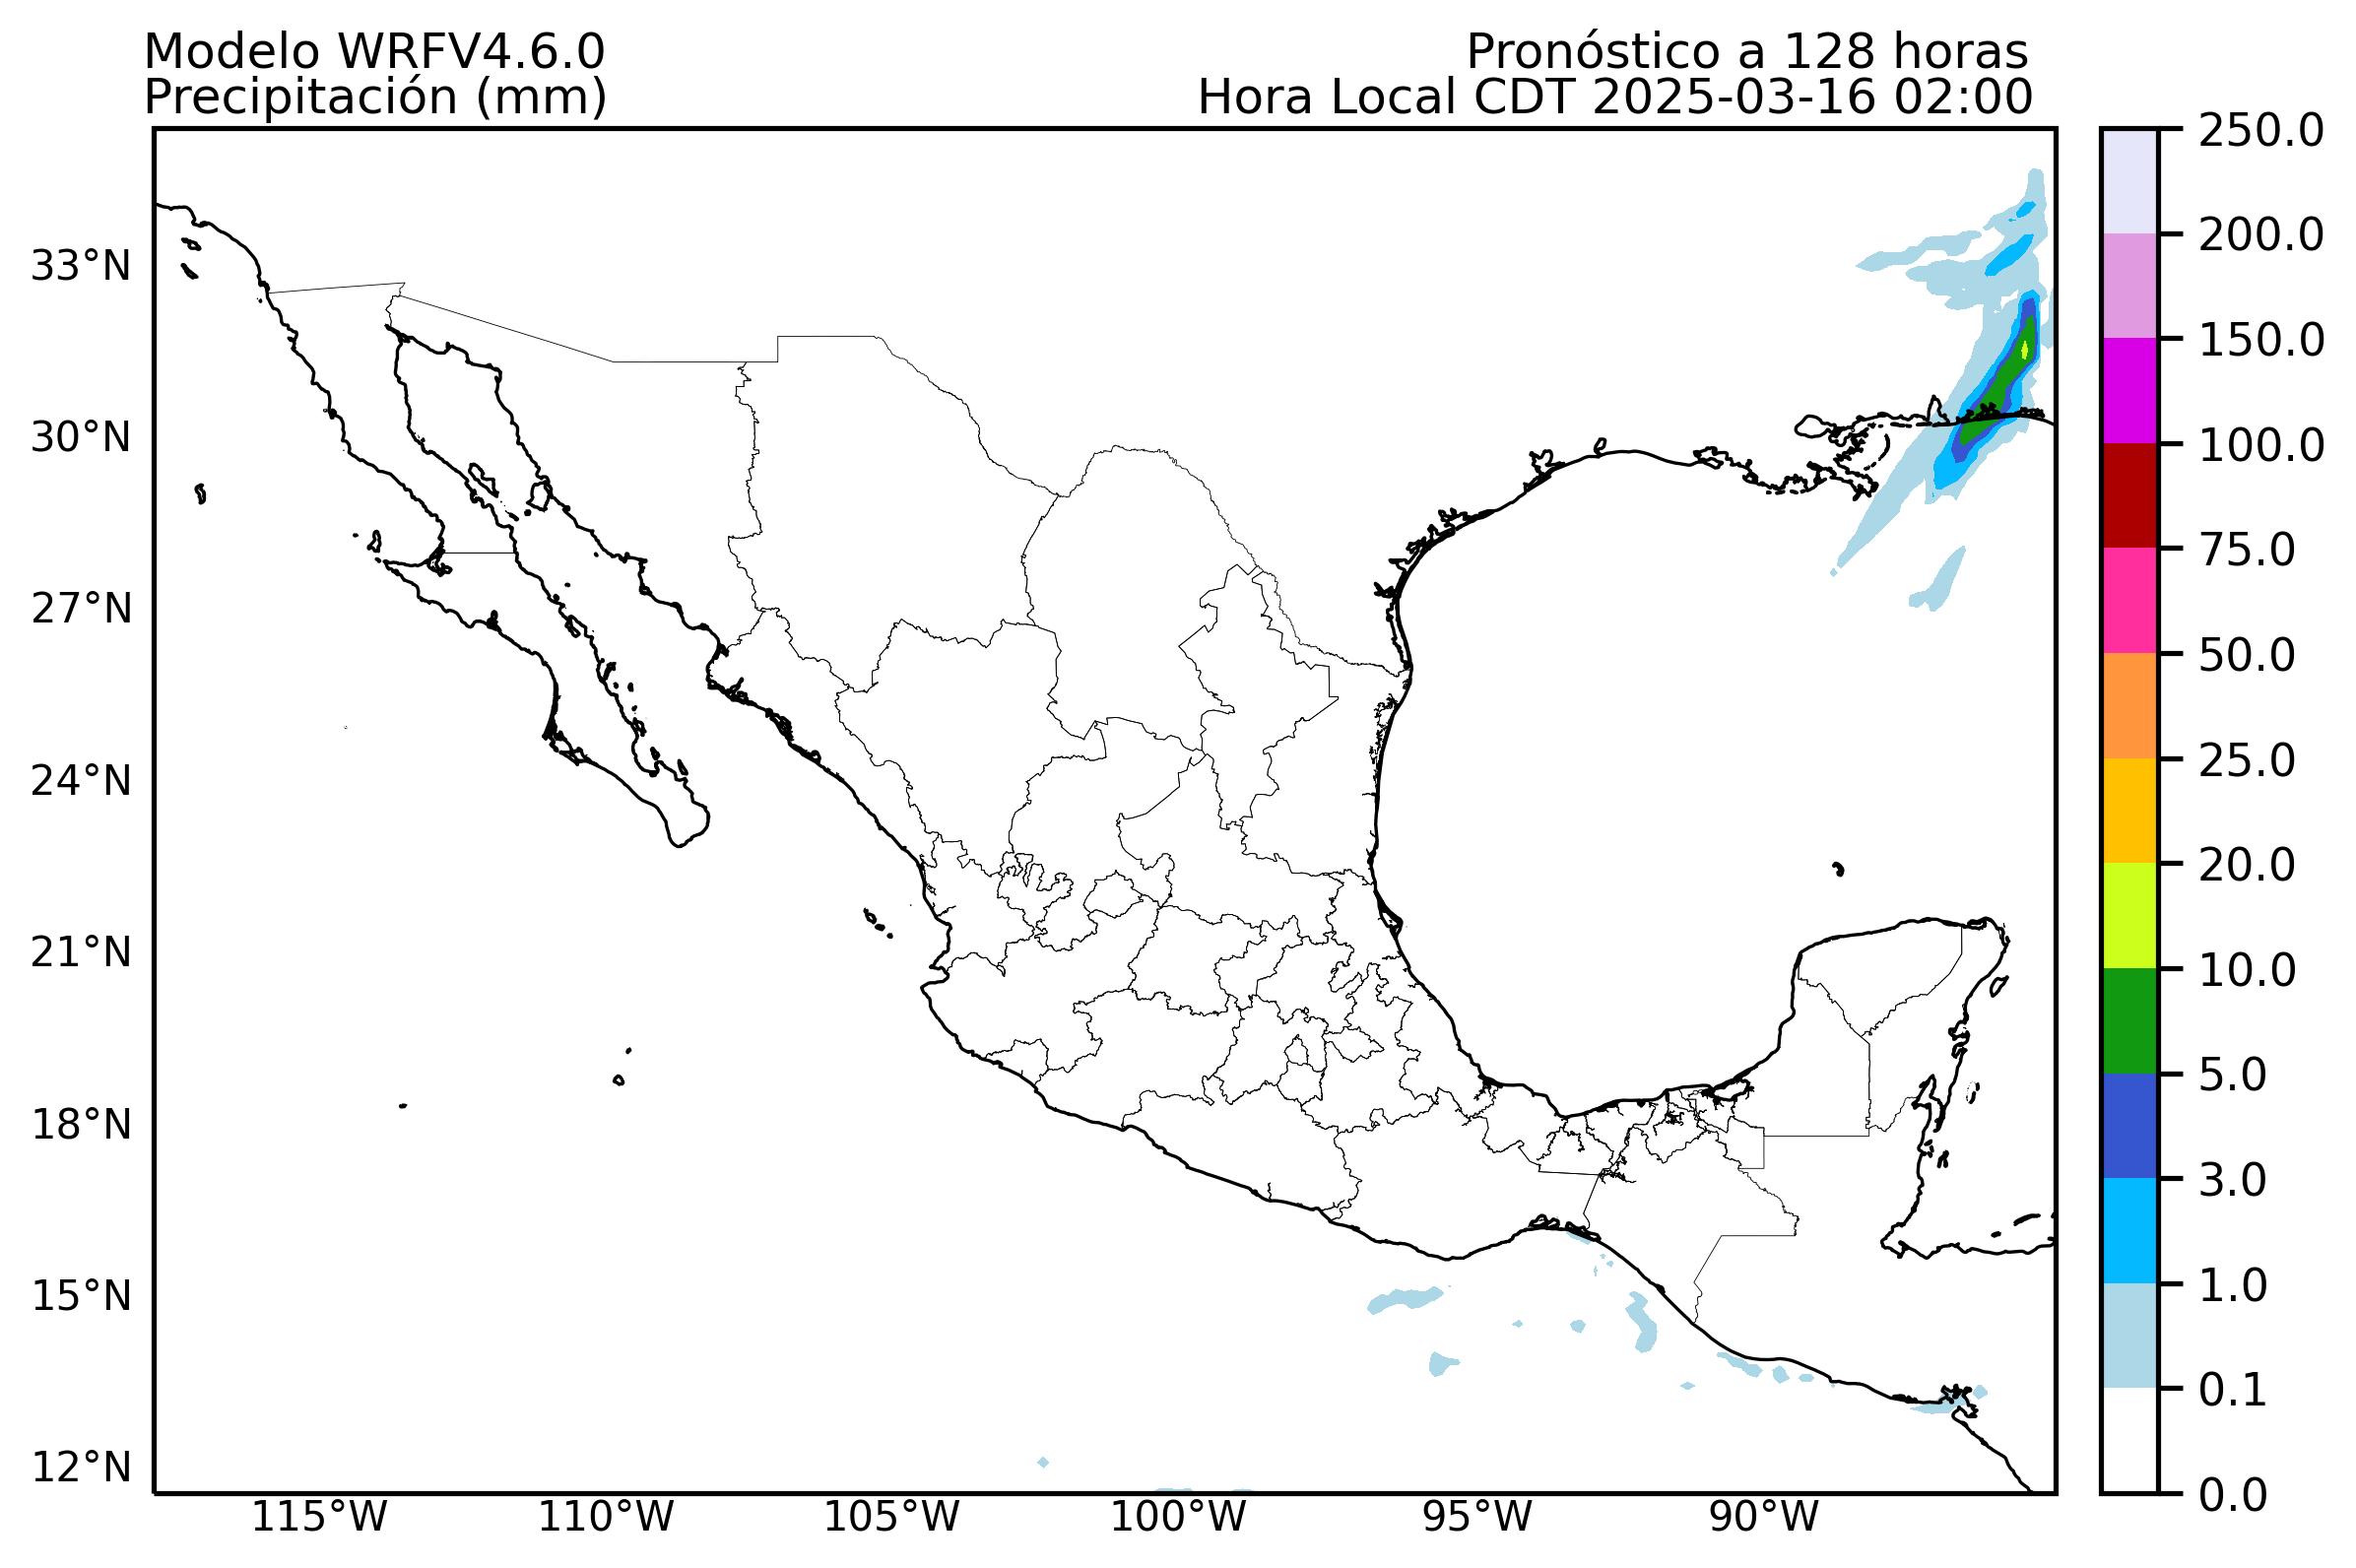 Modelo WRFV4.6.0
Precipitación (mm)
Pronóstico a 128 horas
Hora Local CDT 2025-03-16 02:00
33°N
30°N
27°N
24°N
21°N
18°N
15°N
12°N
115°W
110°W
105°W
100°W
95°W
90°W
250.0
200.0
150.0
100.0
75.0
50.0
25.0
20.0
10.0
5.0
3.0
1.0
0.1
0.0